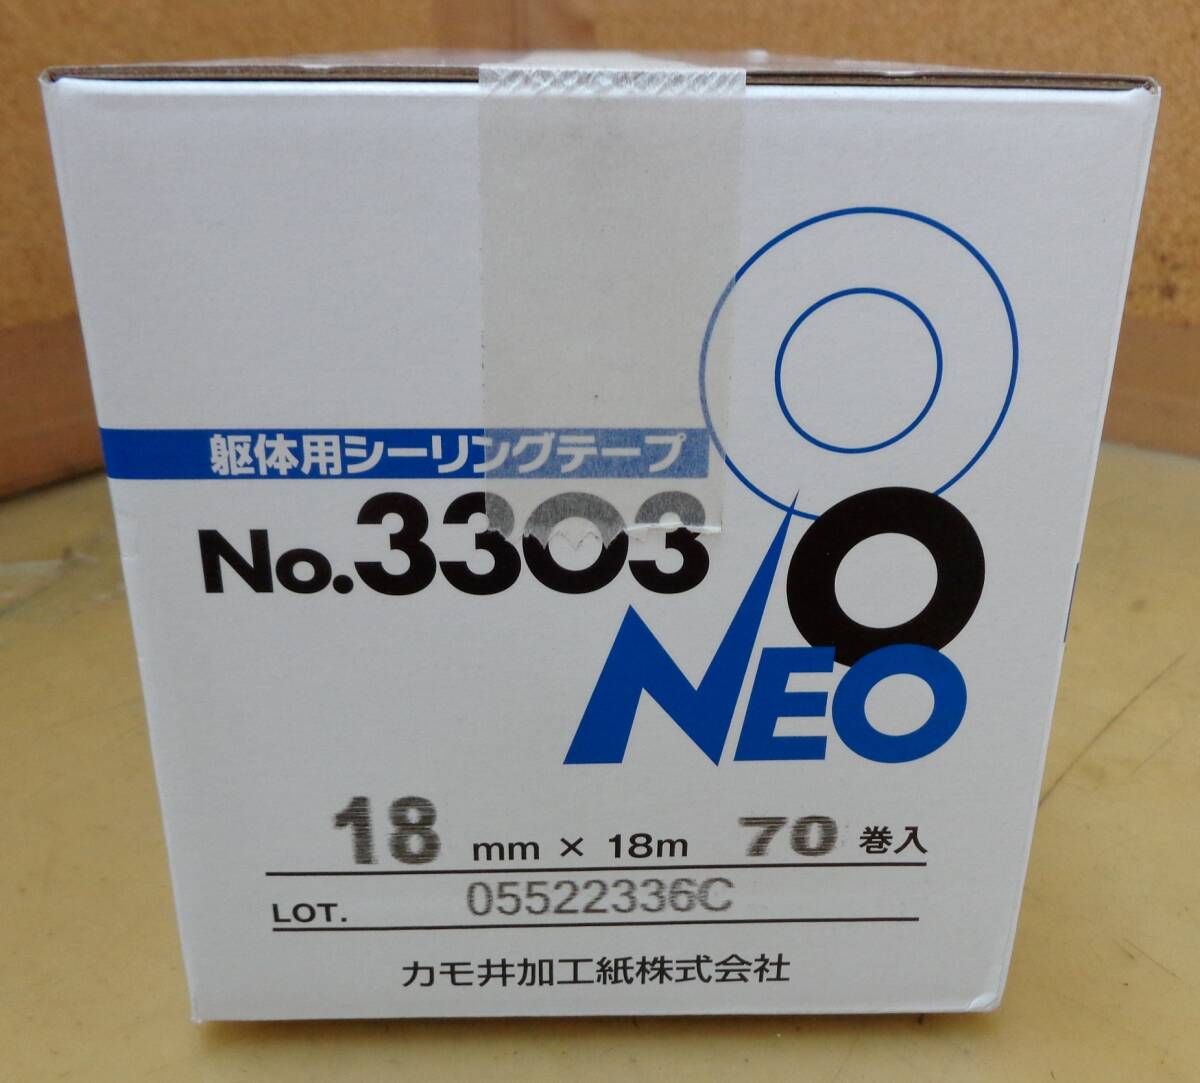 躯体用シーリングテープ
No.3303
NEO
18 mm × 18m 70 巻入
LOT. 05522336C
カモ井加工紙株式会社